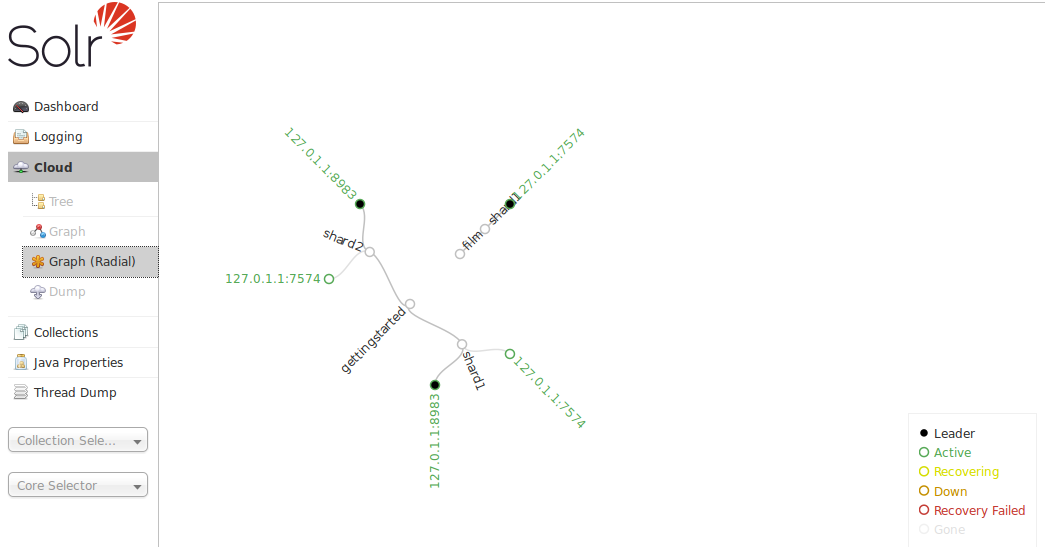 Solr
Dashboard
Logging
Cloud
Tree
Graph
Graph (Radial)
Dump
Collections
Java Properties
Thread Dump
Collection Sele...
Core Selector
127.0.1.1:8983
127.0.1.1:7574
shard1
film
shard2
127.0.1.1:7574
gettingstarted
shard1
127.0.1.1:7574
127.0.1.1:8983
Leader
Active
Recovering
Down
Recovery Failed
Gone